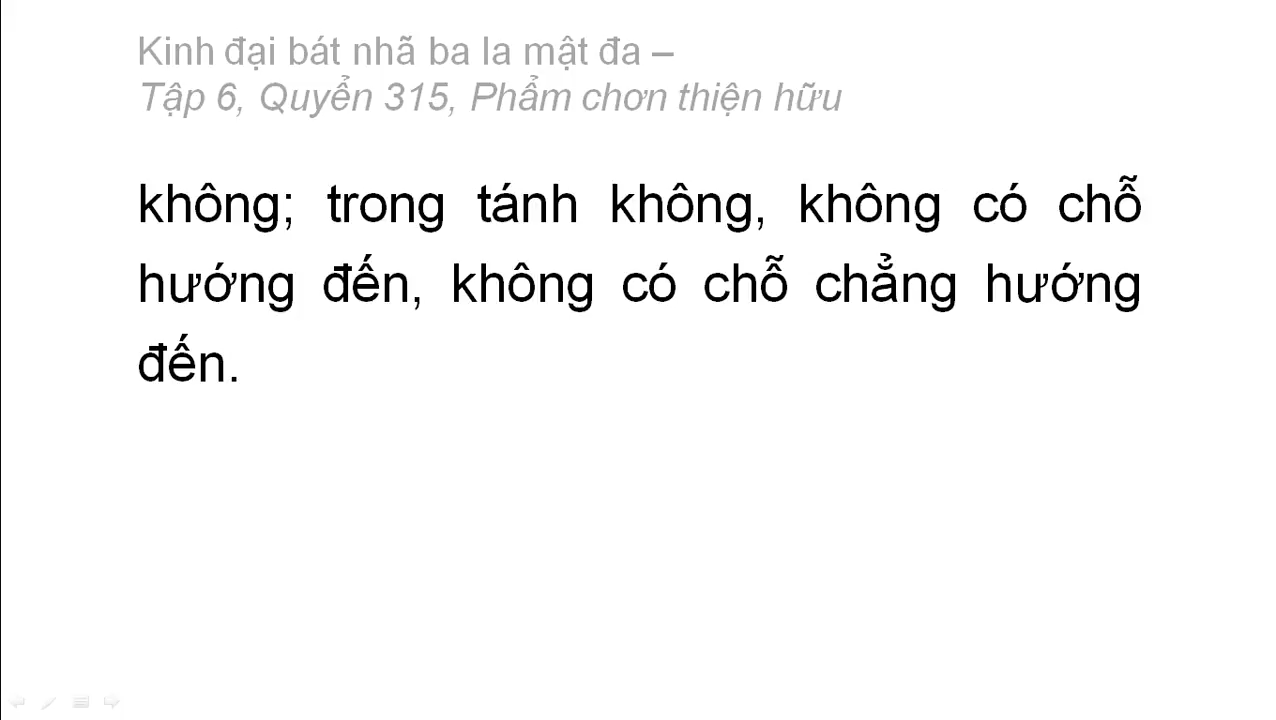 Kinh đại bát nhã ba la mật đa –
Tập 6, Quyển 315, Phẩm chơn thiện hữu
không; trong tánh không, không có chỗ
hướng đến, không có chỗ chẳng hướng
đến.